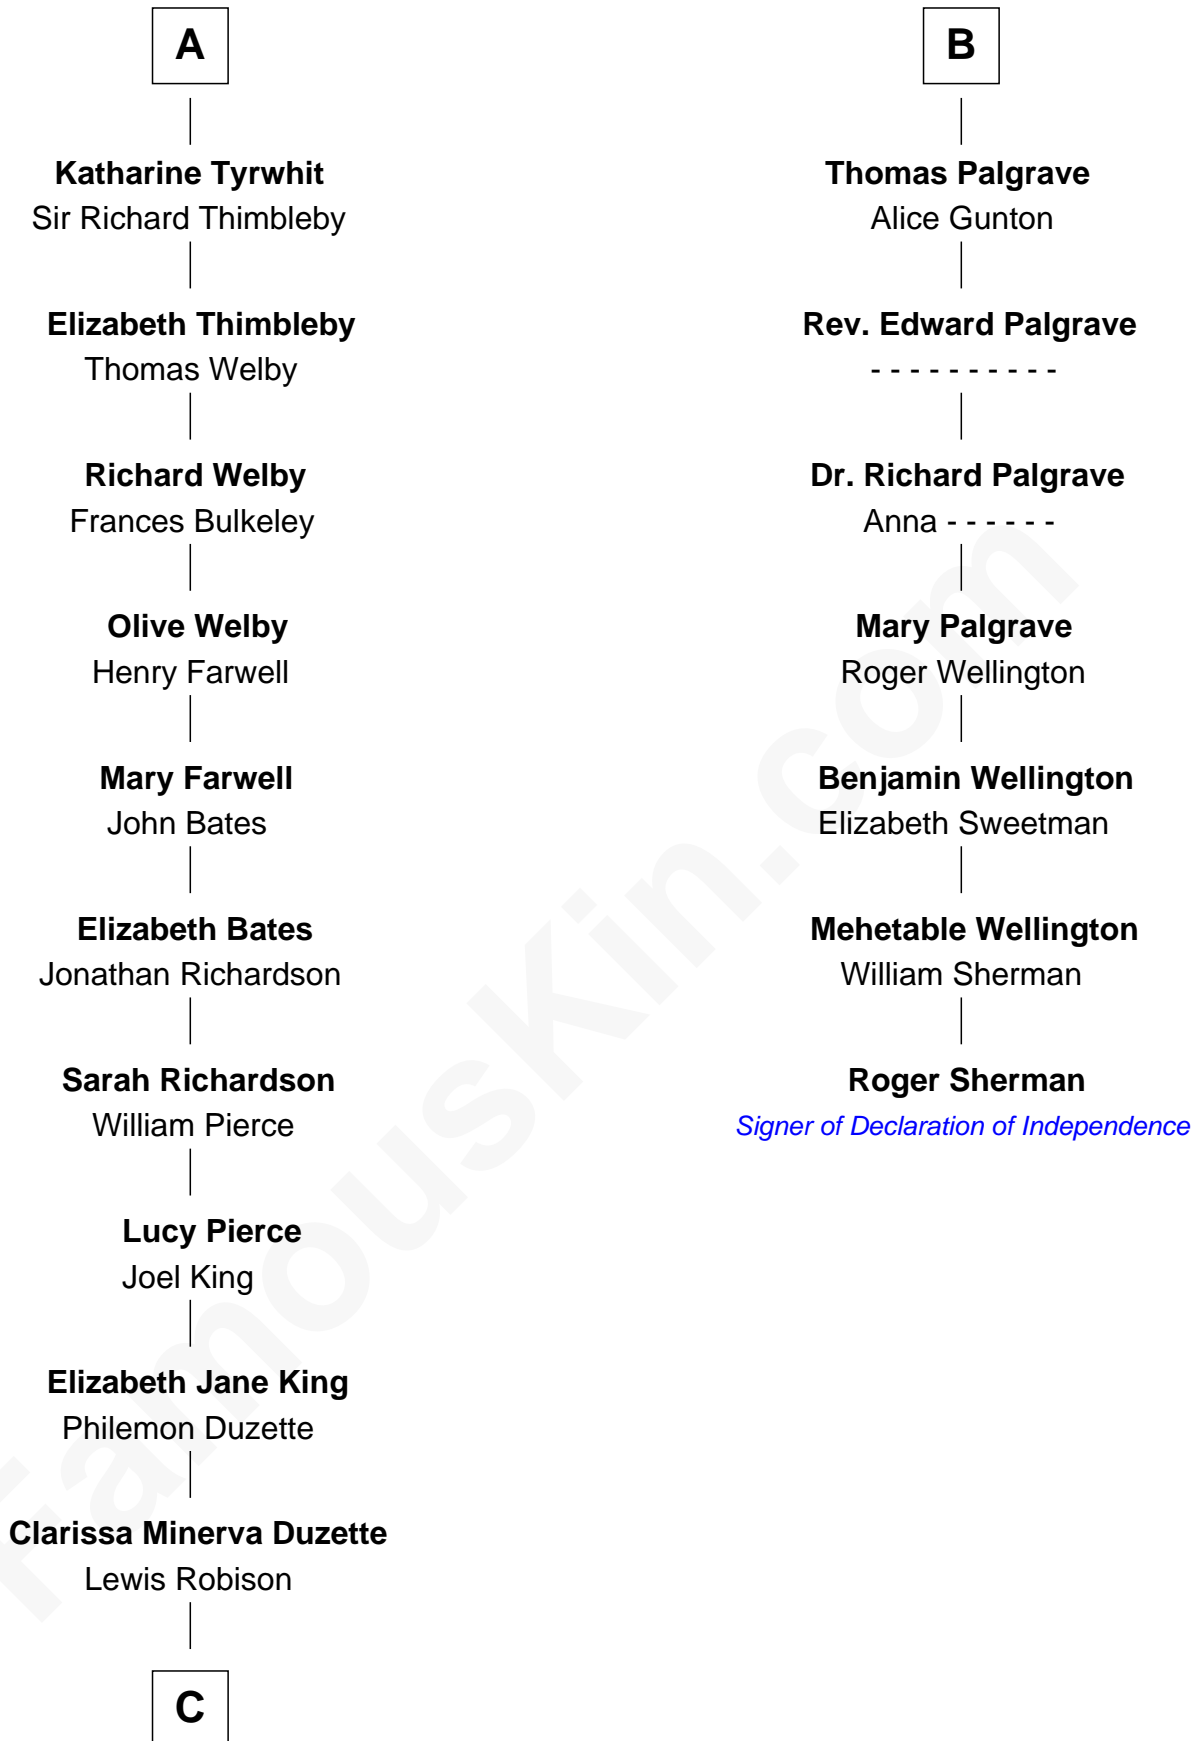 A
Katharine Tyrwhit
Sir Richard Thimbleby
Elizabeth Thimbleby
Thomas Welby
Richard Welby
Frances Bulkeley
Olive Welby
Henry Farwell
Mary Farwell
John Bates
Elizabeth Bates
Jonathan Richardson
Sarah Richardson
William Pierce
Lucy Pierce
Joel King
Elizabeth Jane King
Philemon Duzette
Clarissa Minerva Duzette
Lewis Robison
C
B
Thomas Palgrave
Alice Gunton
Rev. Edward Palgrave
- - - - - - - - - -
Dr. Richard Palgrave
Anna - - - - - -
Mary Palgrave
Roger Wellington
Benjamin Wellington
Elizabeth Sweetman
Mehetable Wellington
William Sherman
Roger Sherman
Signer of Declaration of Independence
FamousKin.com